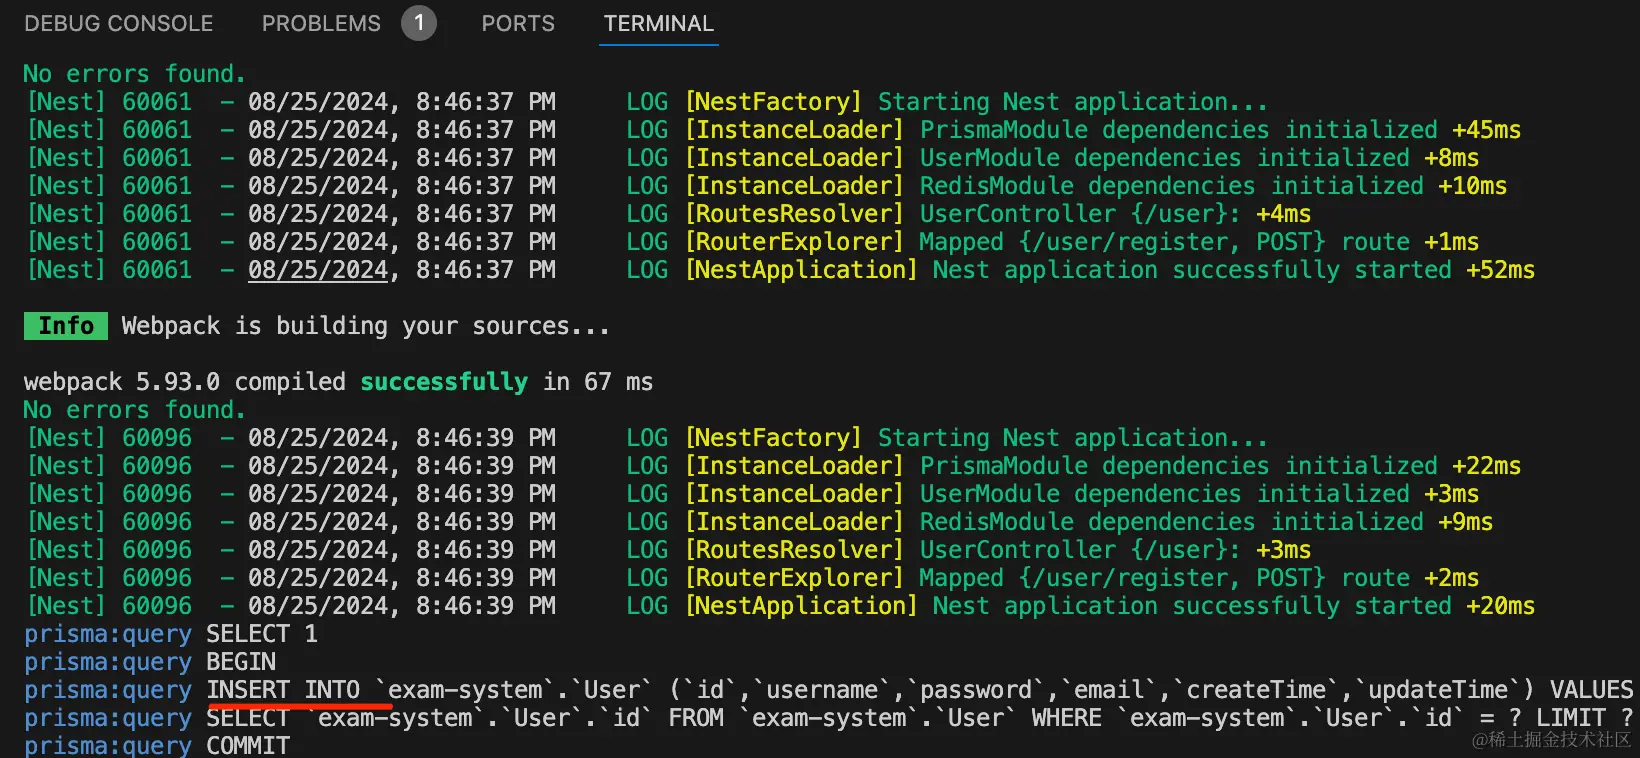 DEBUG CONSOLE PROBLEMS 1 PORTS TERMINAL
No errors found.
[Nest] 60061  - 08/25/2024, 8:46:37 PM     LOG [NestFactory] Starting Nest application...
[Nest] 60061  - 08/25/2024, 8:46:37 PM     LOG [InstanceLoader] PrismaModule dependencies initialized +45ms
[Nest] 60061  - 08/25/2024, 8:46:37 PM     LOG [InstanceLoader] UserModule dependencies initialized +8ms
[Nest] 60061  - 08/25/2024, 8:46:37 PM     LOG [InstanceLoader] RedisModule dependencies initialized +10ms
[Nest] 60061  - 08/25/2024, 8:46:37 PM     LOG [RoutesResolver] UserController {/user}: +4ms
[Nest] 60061  - 08/25/2024, 8:46:37 PM     LOG [RouterExplorer] Mapped {/user/register, POST} route +1ms
[Nest] 60061  - 08/25/2024, 8:46:37 PM     LOG [NestApplication] Nest application successfully started +52ms
Info Webpack is building your sources...
webpack 5.93.0 compiled successfully in 67 ms
No errors found.
[Nest] 60096  - 08/25/2024, 8:46:39 PM     LOG [NestFactory] Starting Nest application...
[Nest] 60096  - 08/25/2024, 8:46:39 PM     LOG [InstanceLoader] PrismaModule dependencies initialized +22ms
[Nest] 60096  - 08/25/2024, 8:46:39 PM     LOG [InstanceLoader] UserModule dependencies initialized +3ms
[Nest] 60096  - 08/25/2024, 8:46:39 PM     LOG [InstanceLoader] RedisModule dependencies initialized +9ms
[Nest] 60096  - 08/25/2024, 8:46:39 PM     LOG [RoutesResolver] UserController {/user}: +3ms
[Nest] 60096  - 08/25/2024, 8:46:39 PM     LOG [RouterExplorer] Mapped {/user/register, POST} route +2ms
[Nest] 60096  - 08/25/2024, 8:46:39 PM     LOG [NestApplication] Nest application successfully started +20ms
prisma:query SELECT 1
prisma:query BEGIN
prisma:query INSERT INTO `exam-system`.`User` (`id`,`username`,`password`,`email`,`createTime`,`updateTime`) VALUES
prisma:query SELECT `exam-system`.`User`.`id` FROM `exam-system`.`User` WHERE `exam-system`.`User`.`id` = ? LIMIT ?
prisma:query COMMIT
@稀土掘金技术社区